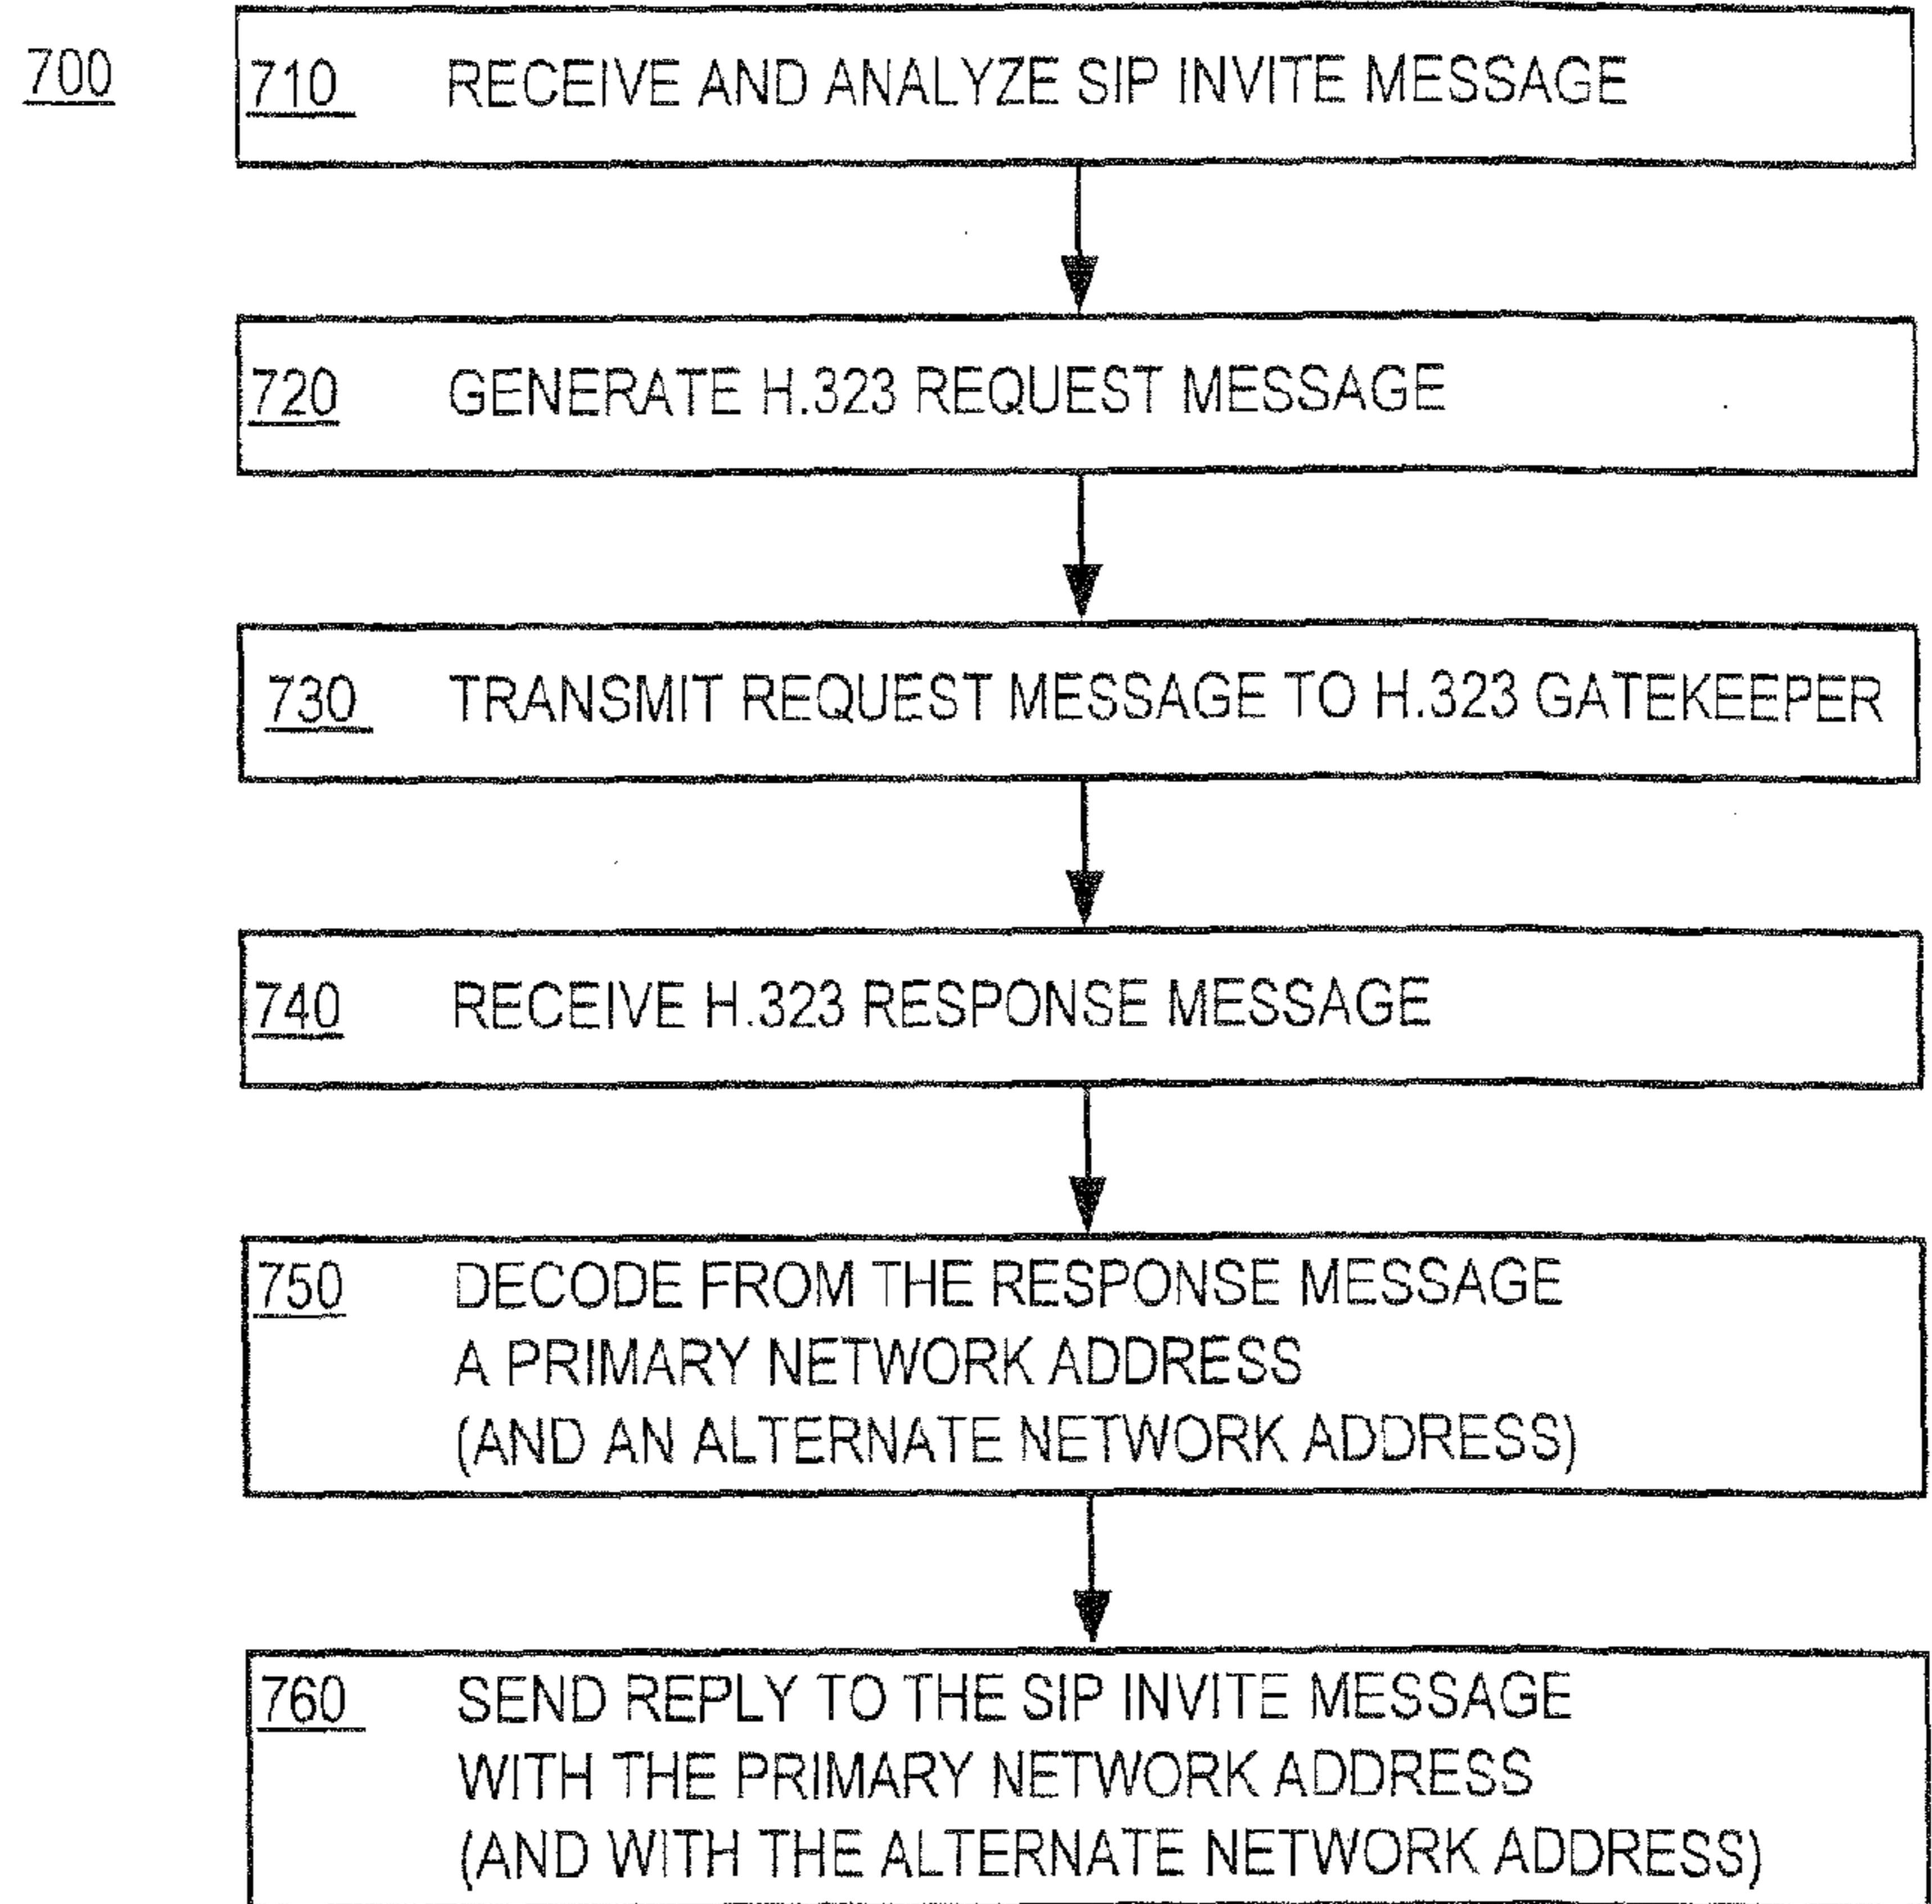 700
710 RECEIVE AND ANALYZE SIP INVITE MESSAGE
720 GENERATE H.323 REQUEST MESSAGE
730 TRANSMIT REQUEST MESSAGE TO H.323 GATEKEEPER
740 RECEIVE H.323 RESPONSE MESSAGE
750 DECODE FROM THE RESPONSE MESSAGE
A PRIMARY NETWORK ADDRESS
(AND AN ALTERNATE NETWORK ADDRESS)
760 SEND REPLY TO THE SIP INVITE MESSAGE
WITH THE PRIMARY NETWORK ADDRESS
(AND WITH THE ALTERNATE NETWORK ADDRESS)